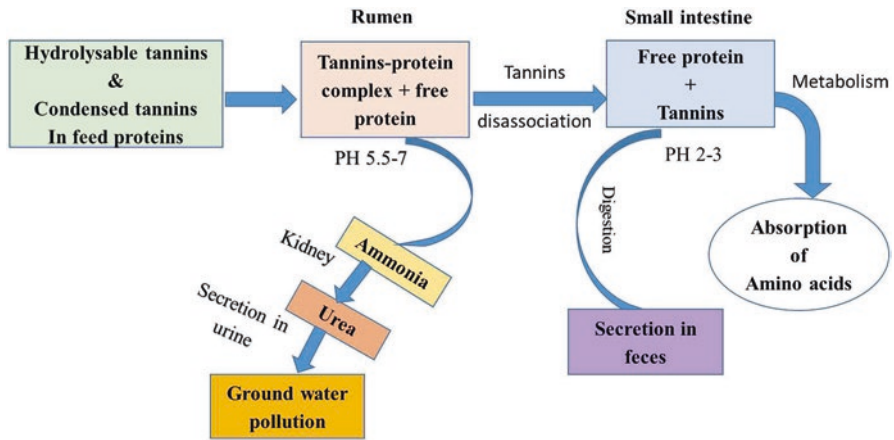 Rumen
Small intestine
Hydrolysable tannins
&
Condensed tannins
In feed proteins
Tannins-protein
complex + free
protein
Tannins
disassociation
Free protein
+
Tannins
Metabolism
PH 5.5-7
PH 2-3
Digestion
Absorption
of
Amino acids
Kidney
Ammonia
Secretion in
urine
Urea
Secretion in
feces
Ground water
pollution